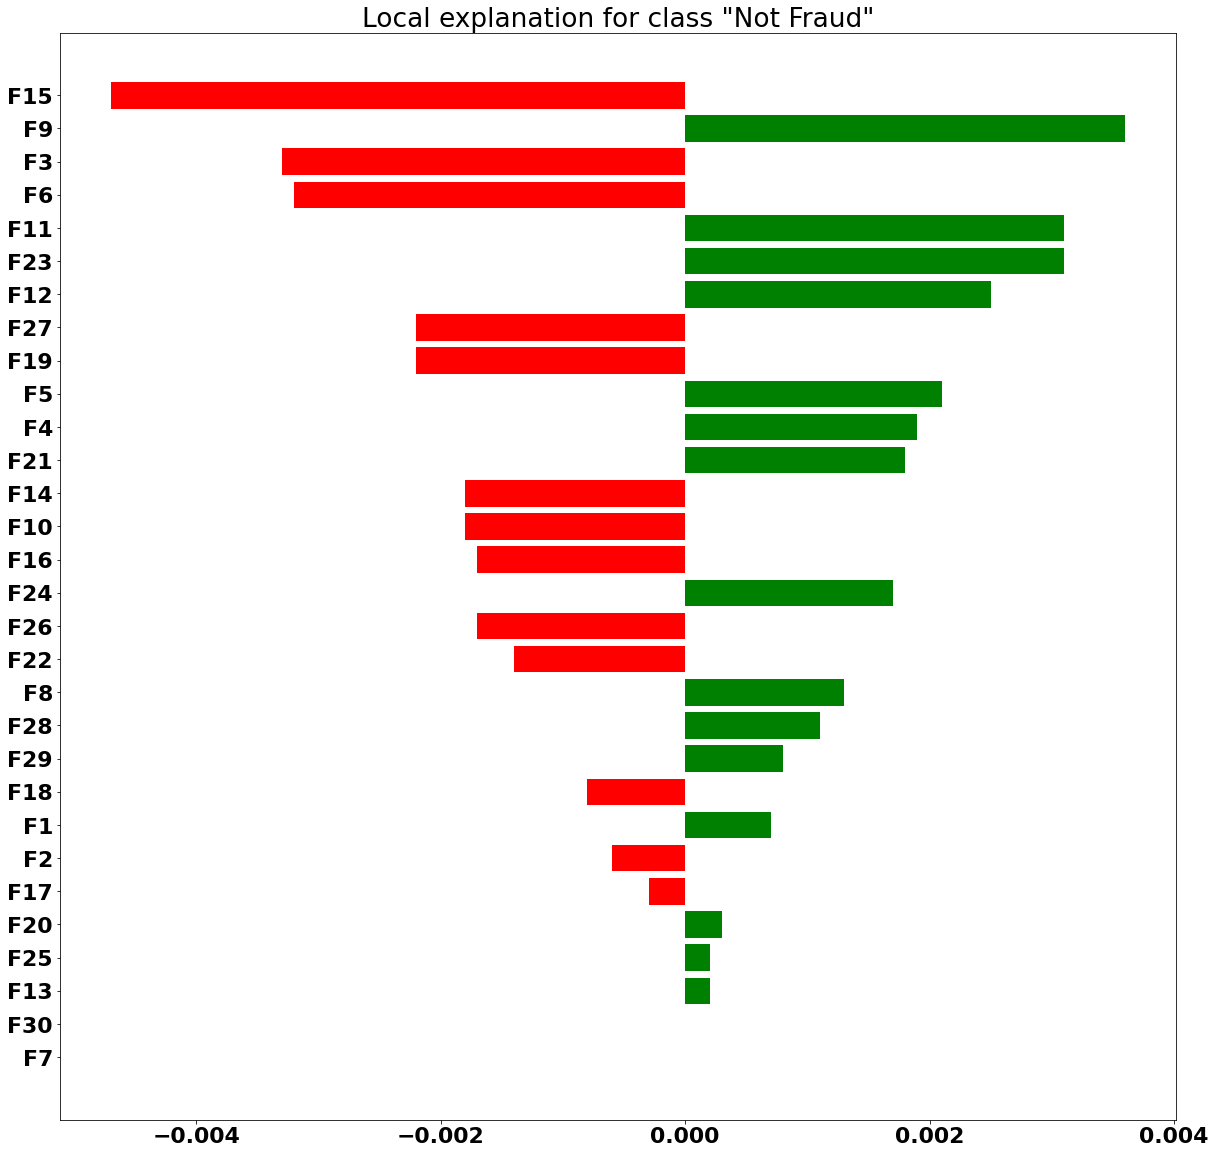 Local explanation for class "Not Fraud"
F15
F9
F3
F6
F11
F23
F12
F27
F19
F5
F4
F21
F14
F10
F16
F24
F26
F22
F8
F28
F29
F18
F1
F2
F17
F20
F25
F13
F30
F7
−0.004 −0.002 0.000 0.002 0.004